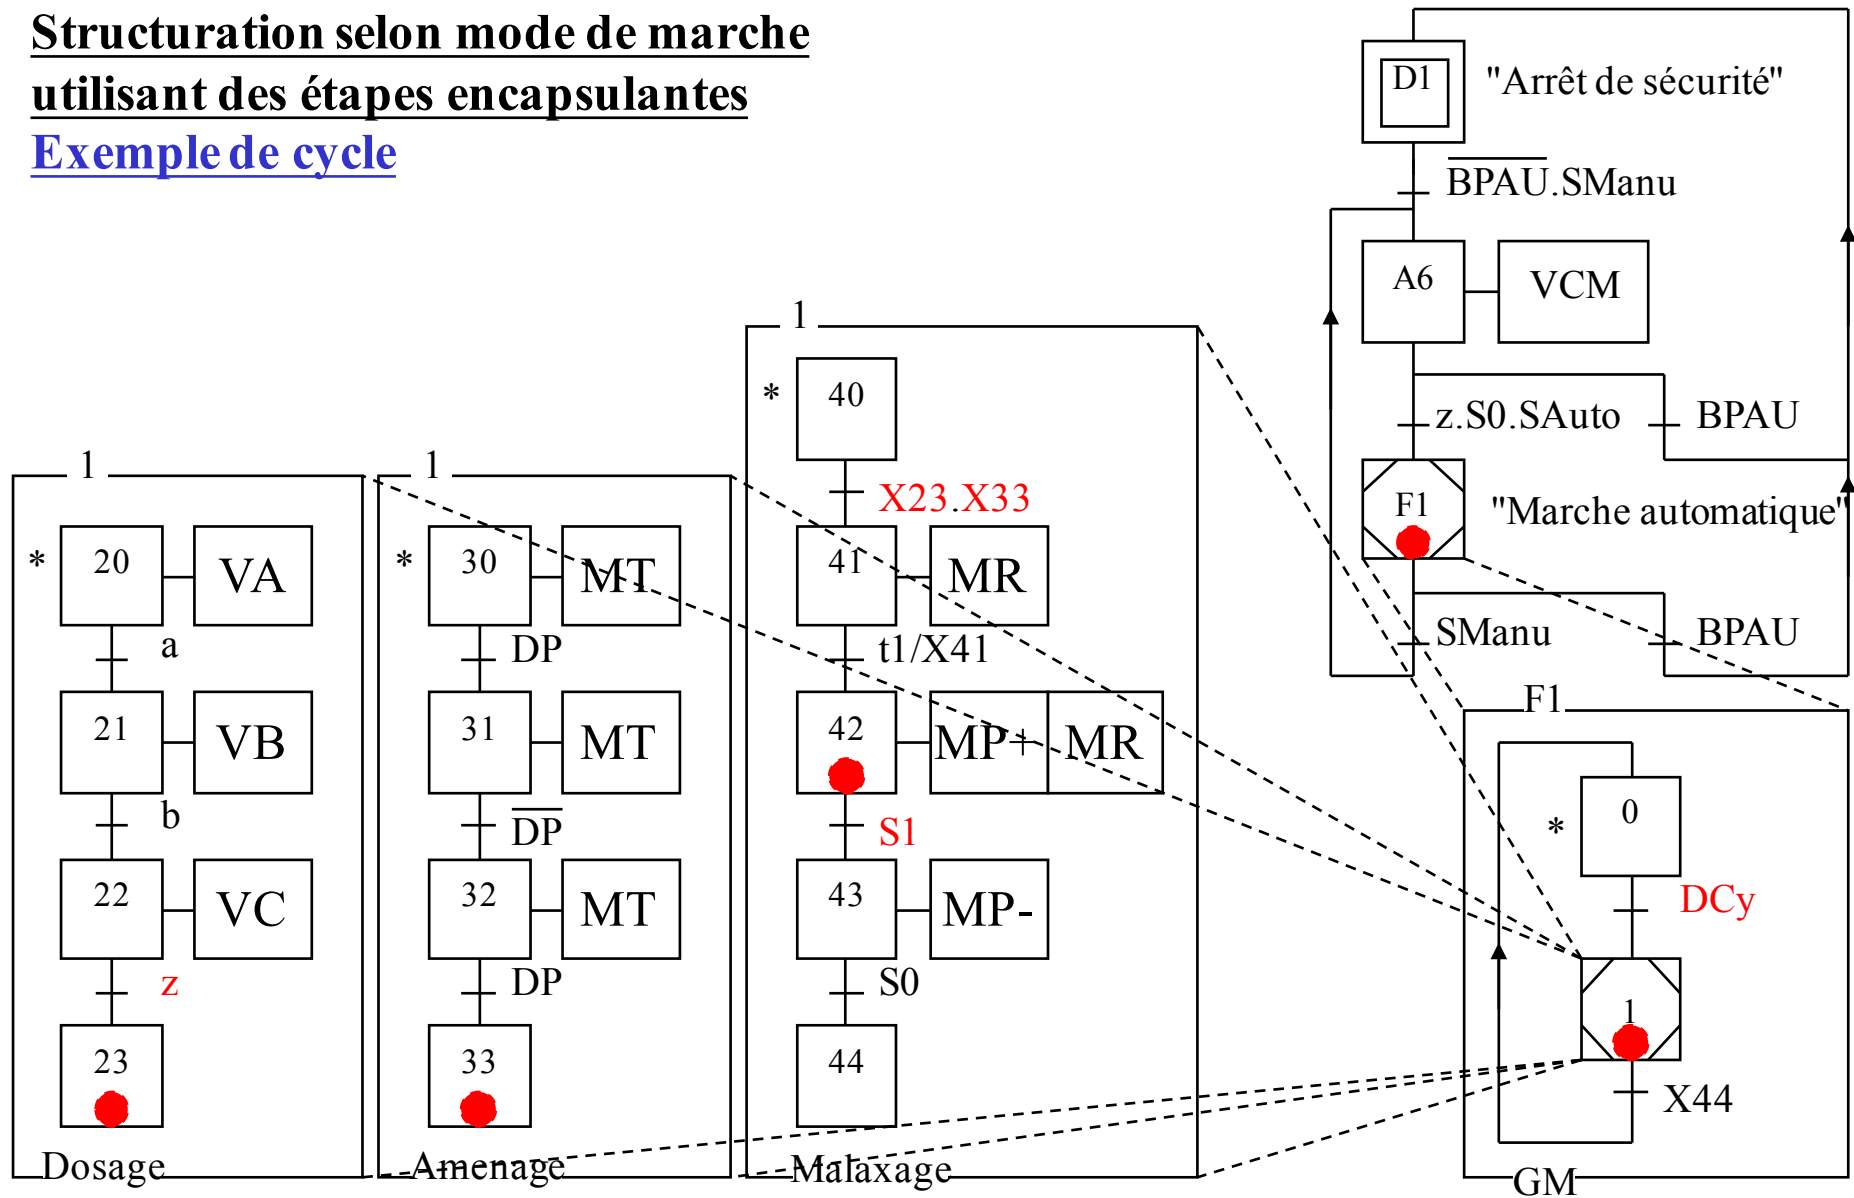 Structuration selon mode de marche
utilisant des étapes encapsulantes
Exemple de cycle
D1
"Arrêt de sécurité"
B̅P̅A̅U̅.SManu
A6
VCM
z.S0.SAuto
BPAU
F1
"Marche automatique"
SManu
BPAU
1
* 20
VA
a
21
VB
b
22
VC
z
23
Dosage
1
* 30
MT
DP
31
MT
D̅P̅
32
MT
DP
33
Amenage
1
* 40
X23.X33
41
MR
t1/X41
42
MP+
MR
S1
43
MP-
S0
44
Malaxage
F1
* 0
DCy
1
X44
GM